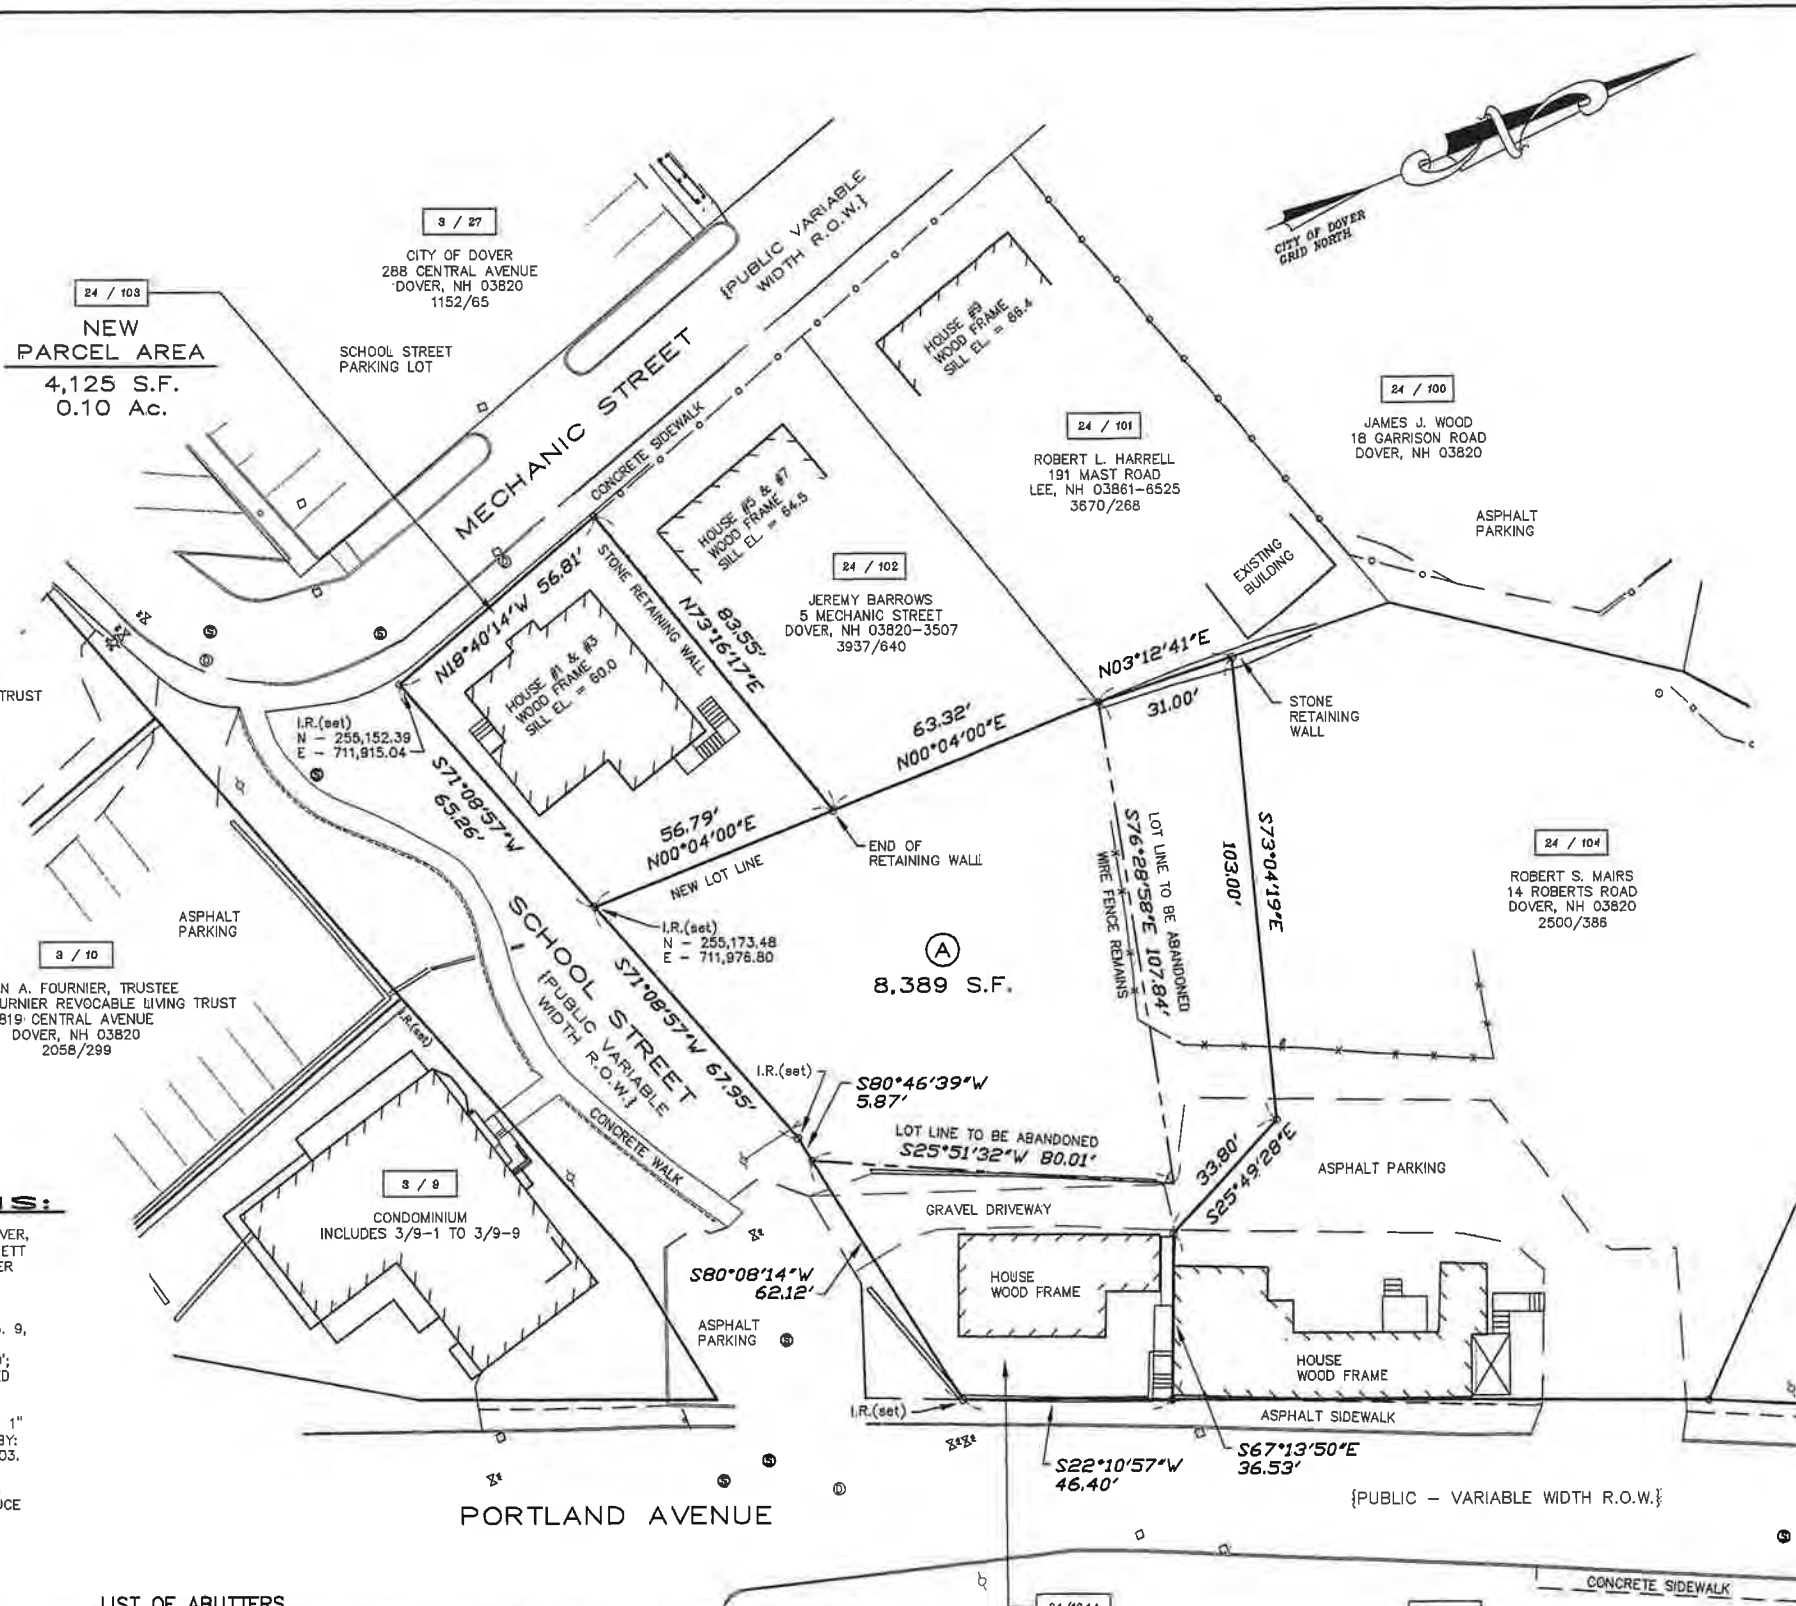 CITY OF DOVER
GRID NORTH
3 / 27
CITY OF DOVER
288 CENTRAL AVENUE
DOVER, NH 03820
1152/65
{PUBLIC VARIABLE
WIDTH R.O.W.}
24 / 103
NEW
PARCEL AREA
4,125 S.F.
0.10 Ac.
SCHOOL STREET
PARKING LOT
MECHANIC STREET
CONCRETE SIDEWALK
HOUSE #9
WOOD FRAME
SILL EL. = 66.4
24 / 100
JAMES J. WOOD
18 GARRISON ROAD
DOVER, NH 03820
24 / 101
ROBERT L. HARRELL
191 MAST ROAD
LEE, NH 03861-6525
3670/268
ASPHALT
PARKING
EXISTING
BUILDING
HOUSE #5 & #7
WOOD FRAME
SILL EL. = 64.5
24 / 102
JEREMY BARROWS
5 MECHANIC STREET
DOVER, NH 03820-3507
3937/640
N18°40'14"W 56.81'
STONE RETAINING WALL
83.55'
N73°16'17"E
HOUSE #1 & #3
WOOD FRAME
SILL EL. = 60.0
N03°12'41"E
31.00'
STONE
RETAINING
WALL
TRUST
I.R.(set)
N - 255,152.39
E - 711,915.04
63.32'
N00°04'00"E
S71°08'57"W
65.26'
56.79'
N00°04'00"E
NEW LOT LINE
END OF
RETAINING WALL
LOT LINE TO BE ABANDONED
S76°28'58"E 107.84'
WIRE FENCE REMAINS
S73°04'19"E
103.00'
24 / 104
ROBERT S. MAIRS
14 ROBERTS ROAD
DOVER, NH 03820
2500/386
ASPHALT
PARKING
I.R.(set)
N - 255,173.48
E - 711,976.80
3 / 10
N A. FOURNIER, TRUSTEE
URNIER REVOCABLE LIVING TRUST
819 CENTRAL AVENUE
DOVER, NH 03820
2058/299
I.R.(set)
A
8,389 S.F.
SCHOOL STREET
{PUBLIC VARIABLE
WIDTH R.O.W.}
S71°08'57"W 67.95'
I.R.(set)
S80°46'39"W
5.87'
CONCRETE WALK
LOT LINE TO BE ABANDONED
S25°51'32"W 80.01'
33.80'
S25°49'28"E
ASPHALT PARKING
3 / 9
CONDOMINIUM
INCLUDES 3/9-1 TO 3/9-9
GRAVEL DRIVEWAY
S80°08'14"W
62.12'
HOUSE
WOOD FRAME
ASPHALT
PARKING
HOUSE
WOOD FRAME
I.R.(set)
ASPHALT SIDEWALK
S22°10'57"W
46.40'
S67°13'50"E
36.53'
{PUBLIC - VARIABLE WIDTH R.O.W.}
PORTLAND AVENUE
NS:
VER,
ETT
ER
. 9,
';
D
1"
BY:
03.
UCE
CONCRETE SIDEWALK
LIST OF ABUTTERS